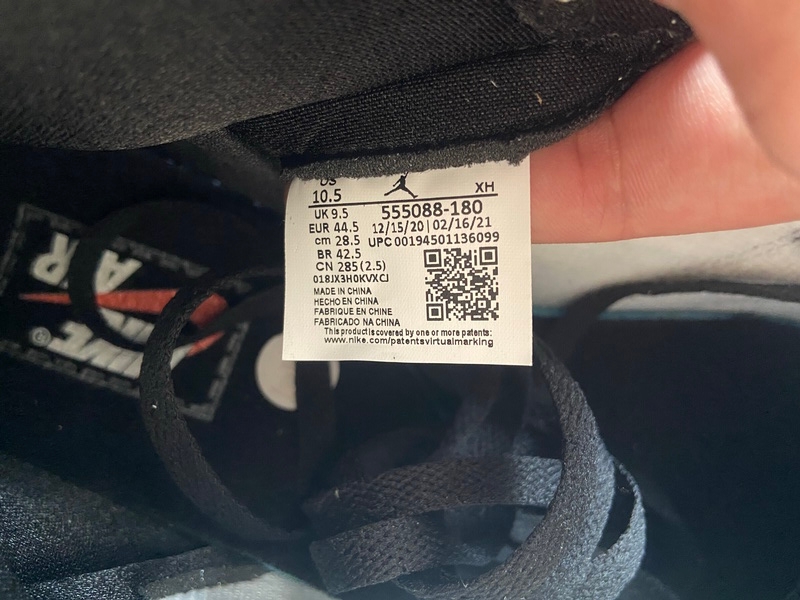 US
10.5
XH
UK 9.5
555088-180
EUR 44.5
12/15/20 | 02/16/21
cm 28.5
UPC 00194501136099
BR 42.5
CN 285 (2.5)
018JX3H0KVXCJ
MADE IN CHINA
HECHO EN CHINA
FABRIQUE EN CHINE
FABRICADO NA CHINA
This product is covered by one or more patents:
www.nike.com/patentsvirtualmarking
NIKE
AIR